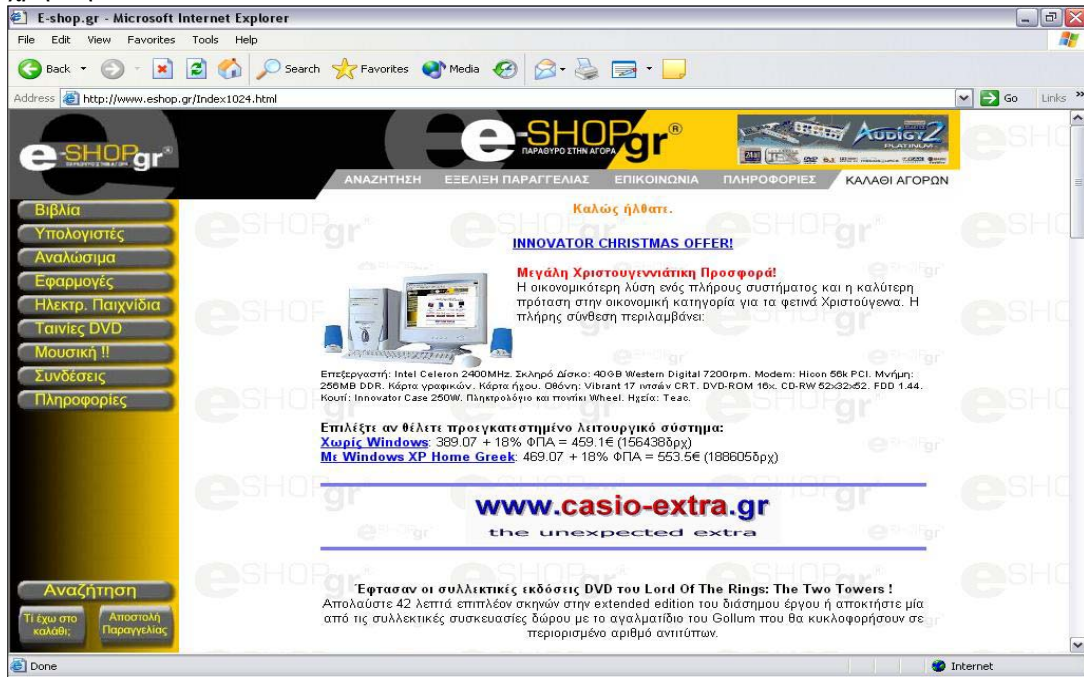 E-shop.gr - Microsoft Internet Explorer
File Edit View Favorites Tools Help
Back Search Favorites Media
Address http://www.eshop.gr/Index1024.html Go Links »
e-SHOP.gr®
e-SHOP.gr®
ΠΑΡΑΘΥΡΟ ΣΤΗΝ ΑΓΟΡΑ
AUDIGY 2
PLATINUM
ΑΝΑΖΗΤΗΣΗ ΕΞΕΛΙΞΗ ΠΑΡΑΓΓΕΛΙΑΣ ΕΠΙΚΟΙΝΩΝΙΑ ΠΛΗΡΟΦΟΡΙΕΣ ΚΑΛΑΘΙ ΑΓΟΡΩΝ
Βιβλία
Υπολογιστές
Αναλώσιμα
Εφαρμογές
Ηλεκτρ. Παιχνίδια
Ταινίες DVD
Μουσική !!
Συνδέσεις
Πληροφορίες
Αναζήτηση
Τί έχω στο καλάθι;
Αποστολή Παραγγελίας
Καλώς ήλθατε.
INNOVATOR CHRISTMAS OFFER!
Μεγάλη Χριστουγεννιάτικη Προσφορά!
Η οικονομικότερη λύση ενός πλήρους συστήματος και η καλύτερη
πρόταση στην οικονομική κατηγορία για τα φετινά Χριστούγεννα. Η
πλήρης σύνθεση περιλαμβάνει:
Επεξεργαστή: Intel Celeron 2400MHz. Σκληρό Δίσκο: 40GB Western Digital 7200rpm. Modem: Hicon 56k PCI. Μνήμη:
256MB DDR. Κάρτα γραφικών. Κάρτα ήχου. Οθόνη: Vibrant 17 ιντσών CRT. DVD-ROM 16x. CD-RW 52x32x52. FDD 1.44.
Κουτί: Innovator Case 250W. Πληκτρολόγιο και ποντίκι Wheel. Ηχεία: Teac.
Επιλέξτε αν θέλετε προεγκατεστημένο λειτουργικό σύστημα:
Χωρίς Windows: 389.07 + 18% ΦΠΑ = 459.1€ (156438δρχ)
Με Windows XP Home Greek: 469.07 + 18% ΦΠΑ = 553.5€ (188605δρχ)
www.casio-extra.gr
the unexpected extra
Έφτασαν οι συλλεκτικές εκδόσεις DVD του Lord Of The Rings: The Two Towers !
Απολαύστε 42 λεπτά επιπλέον σκηνών στην extended edition του διάσημου έργου ή αποκτήστε μία
από τις συλλεκτικές συσκευασίες δώρου με το αγαλματίδιο του Gollum που θα κυκλοφορήσουν σε
περιορισμένο αριθμό αντιτύπων.
Done Internet